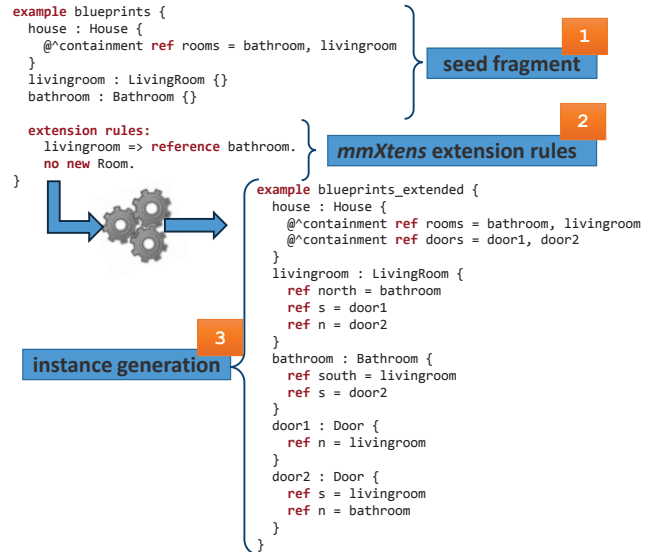 example blueprints {
  house : House {
    @^containment ref rooms = bathroom, livingroom
  }
  livingroom : LivingRoom {}
  bathroom : Bathroom {}
1
seed fragment
  extension rules:
    livingroom => reference bathroom.
    no new Room.
}
2
mmXtens extension rules
example blueprints_extended {
  house : House {
    @^containment ref rooms = bathroom, livingroom
    @^containment ref doors = door1, door2
  }
  livingroom : LivingRoom {
    ref north = bathroom
    ref s = door1
    ref n = door2
  }
  bathroom : Bathroom {
    ref south = livingroom
    ref s = door2
  }
  door1 : Door {
    ref n = livingroom
  }
  door2 : Door {
    ref s = livingroom
    ref n = bathroom
  }
}
3
instance generation